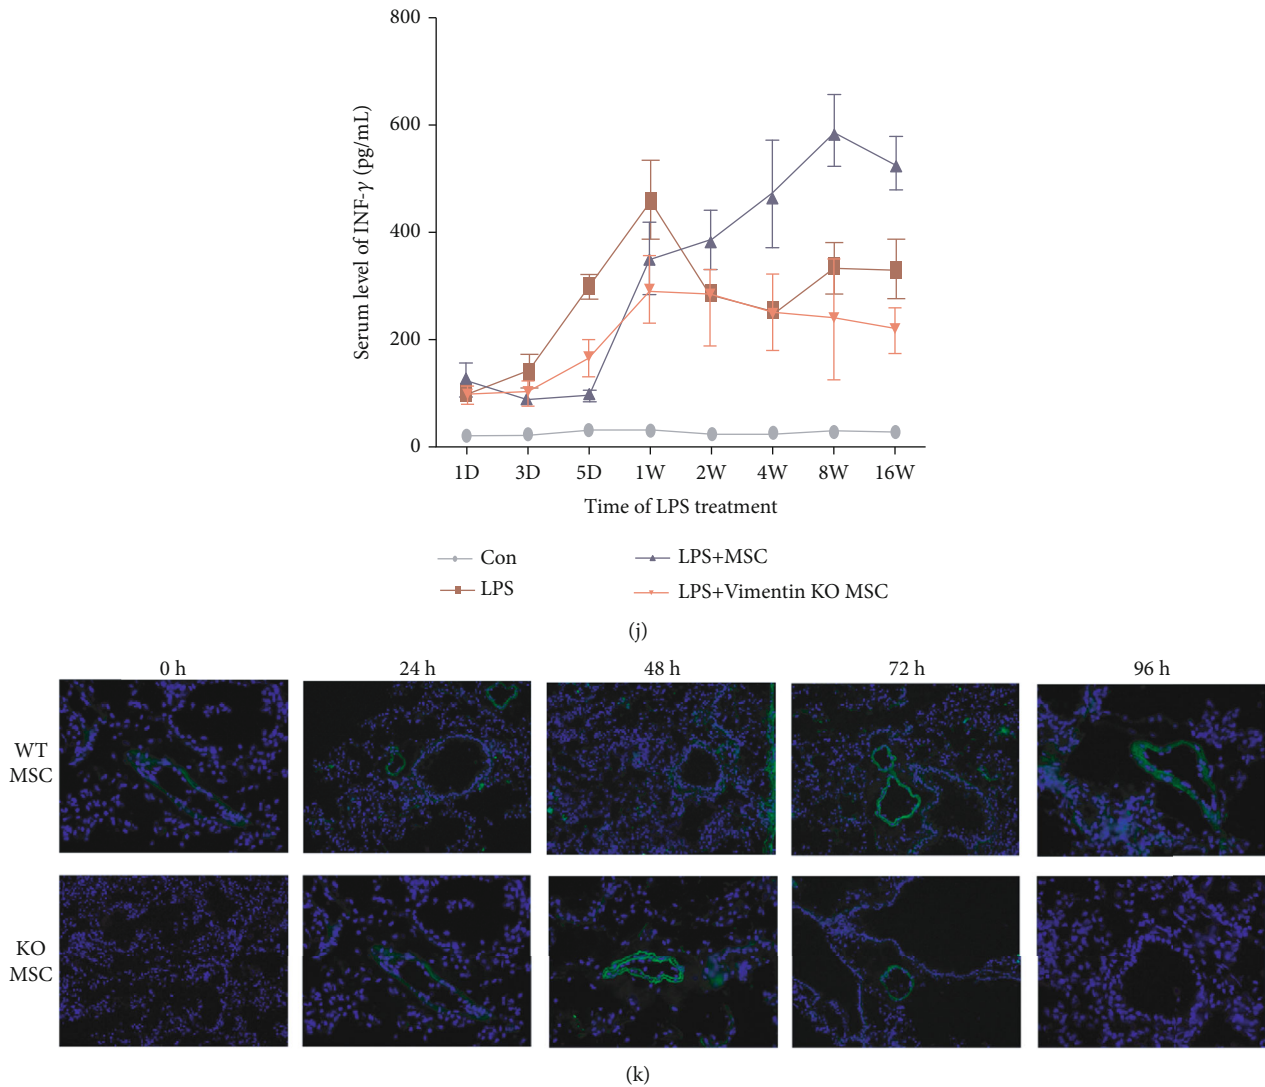 800
600
400
200
0
Serum level of INF-γ (pg/mL)
1D 3D 5D 1W 2W 4W 8W 16W
Time of LPS treatment
Con
LPS
LPS+MSC
LPS+Vimentin KO MSC
(j)
0 h 24 h 48 h 72 h 96 h
WT
MSC
KO
MSC
(k)